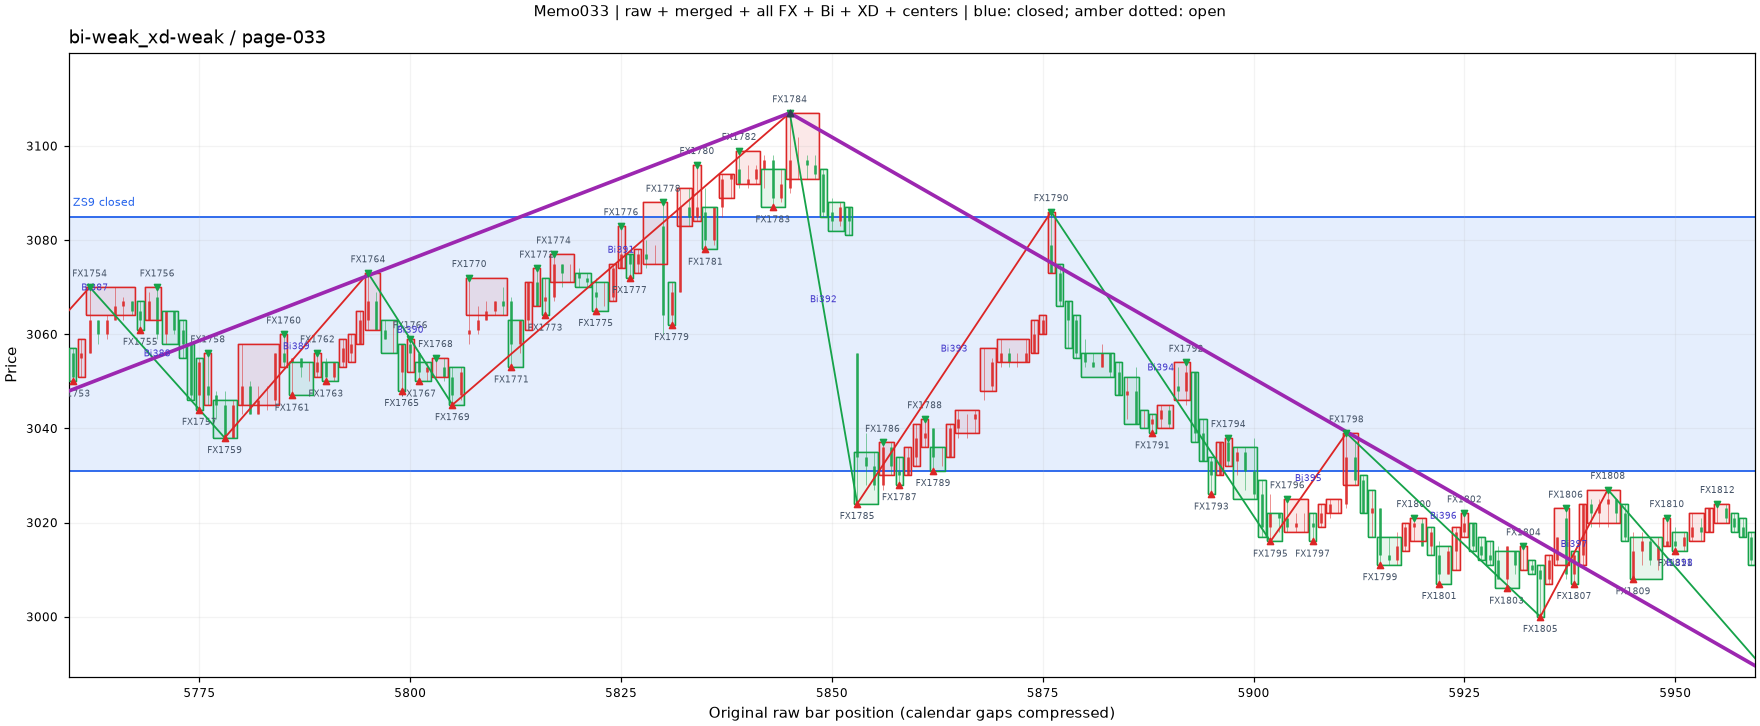 Memo033 | raw + merged + all FX + Bi + XD + centers | blue: closed; amber dotted: open
bi-weak_xd-weak / page-033
Price
3100
3080
3060
3040
3020
3000
ZS9 closed
FX1784
FX1782
FX1780
FX1778
FX1776
FX1774
FX1783
FX1781
FX1790
FX1764
FX1770
FX1754
FX1756
Bi387
Bi391
FX1777
FX1775
FX1773
FX1779
FX1760
FX1766
Bi390
FX1755
FX1758
Bi389
FX1762
FX1768
FX1771
FX1761
FX1763
FX1767
FX1765
FX1769
FX1757
FX1759
Bi392
Bi393
FX1788
FX1786
FX1787
FX1789
FX1785
Bi394
FX1791
FX1794
FX1798
FX1793
Bi395
FX1796
FX1795
FX1797
FX1799
FX1800
Bi396
FX1802
FX1801
FX1803
FX1805
FX1806
FX1808
FX1807
FX1809
FX1810
FX1812
5775
5800
5825
5850
5875
5900
5925
5950
Original raw bar position (calendar gaps compressed)